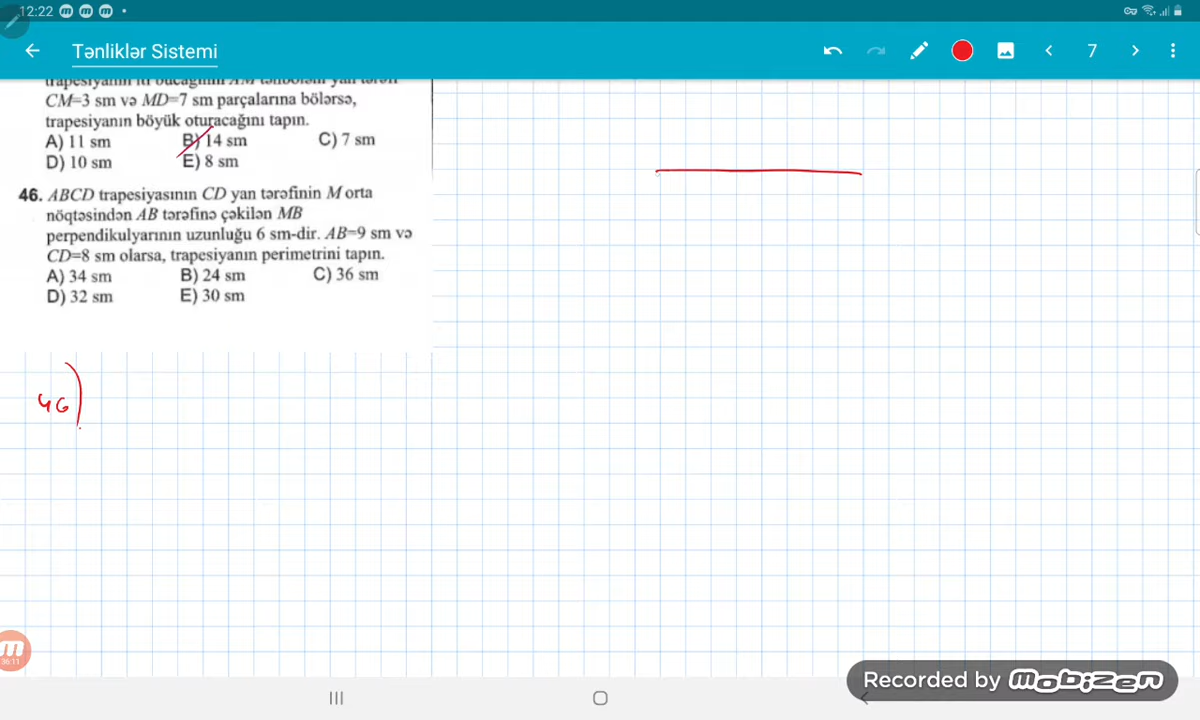 12:22
Tənliklər Sistemi
7
CM=3 sm və MD=7 sm parçalarına bölərsə,
trapesiyanın böyük oturacağını tapın.
A) 11 sm B) 14 sm C) 7 sm
D) 10 sm E) 8 sm
46. ABCD trapesiyasının CD yan tərəfinin M orta
nöqtəsindən AB tərəfinə çəkilən MB
perpendikulyarının uzunluğu 6 sm-dir. AB=9 sm və
CD=8 sm olarsa, trapesiyanın perimetrini tapın.
A) 34 sm B) 24 sm C) 36 sm
D) 32 sm E) 30 sm
46)
36:11
Recorded by mobizen